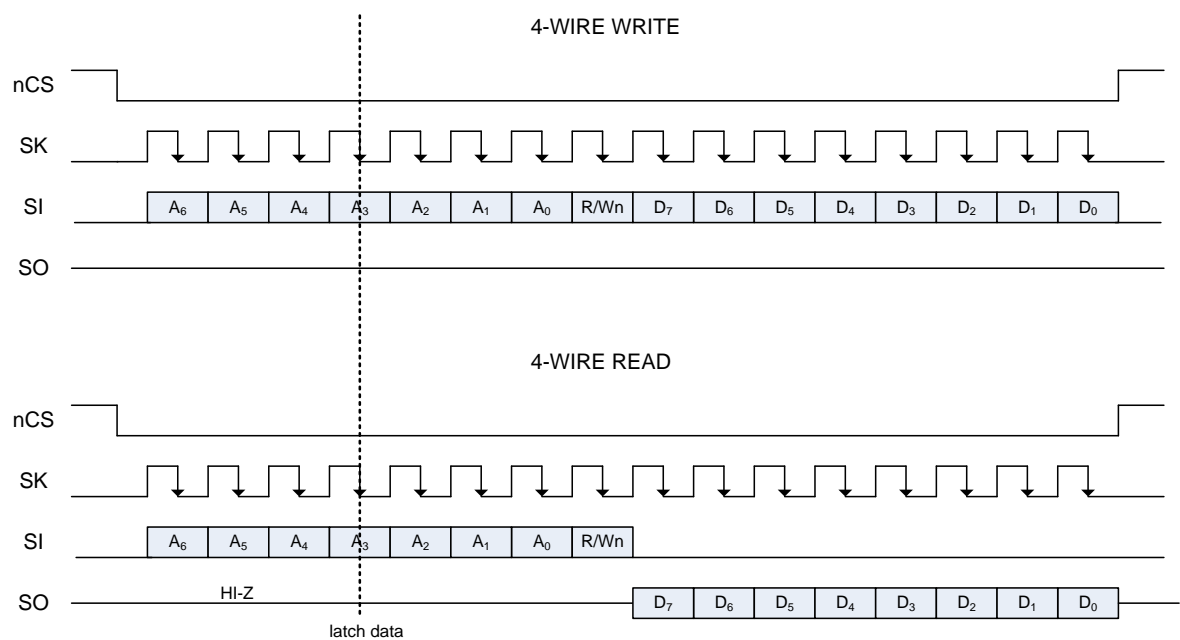 4-WIRE WRITE
nCS
SK
SI A₆ A₅ A₄ A₃ A₂ A₁ A₀ R/Wn D₇ D₆ D₅ D₄ D₃ D₂ D₁ D₀
SO
4-WIRE READ
nCS
SK
SI A₆ A₅ A₄ A₃ A₂ A₁ A₀ R/Wn
SO HI-Z D₇ D₆ D₅ D₄ D₃ D₂ D₁ D₀
latch data